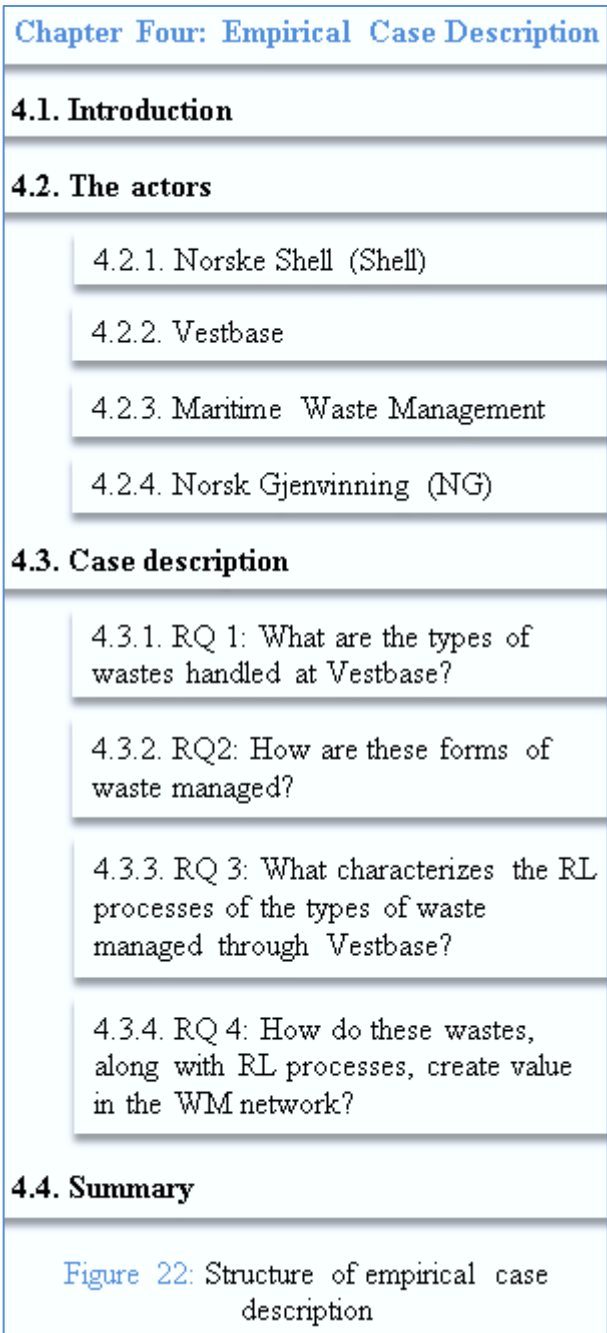 Chapter Four: Empirical Case Description
4.1. Introduction
4.2. The actors
4.2.1. Norske Shell (Shell)
4.2.2. Vestbase
4.2.3. Maritime Waste Management
4.2.4. Norsk Gjenvinning (NG)
4.3. Case description
4.3.1. RQ 1: What are the types of
wastes handled at Vestbase?
4.3.2. RQ2: How are these forms of
waste managed?
4.3.3. RQ 3: What characterizes the RL
processes of the types of waste
managed through Vestbase?
4.3.4. RQ 4: How do these wastes,
along with RL processes, create value
in the WM network?
4.4. Summary
Figure 22: Structure of empirical case
description